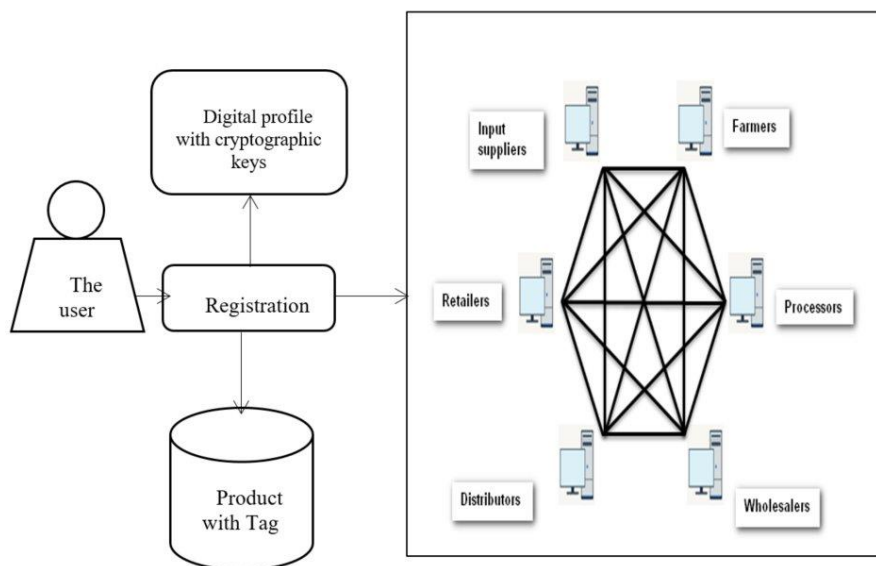 Digital profile
with cryptographic
keys
The
user
Registration
Product
with Tag
Input
suppliers
Farmers
Retailers
Processors
Distributors
Wholesalers